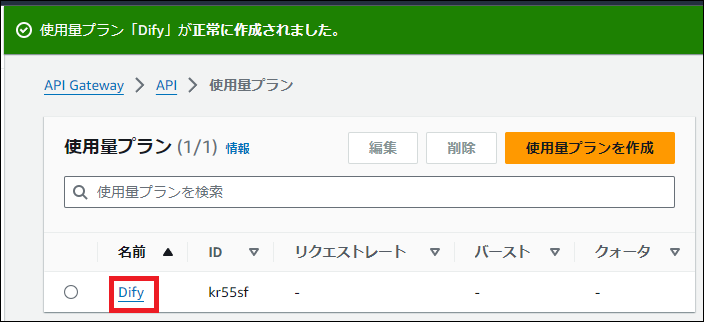 使用量プラン「Dify」が正常に作成されました。
API Gateway > API > 使用量プラン
使用量プラン (1/1) 情報 編集 削除 使用量プランを作成
使用量プランを検索
名前 ▲ ID ▽ リクエストレート ▽ バースト ▽ クォータ ▽
Dify kr55sf - - -